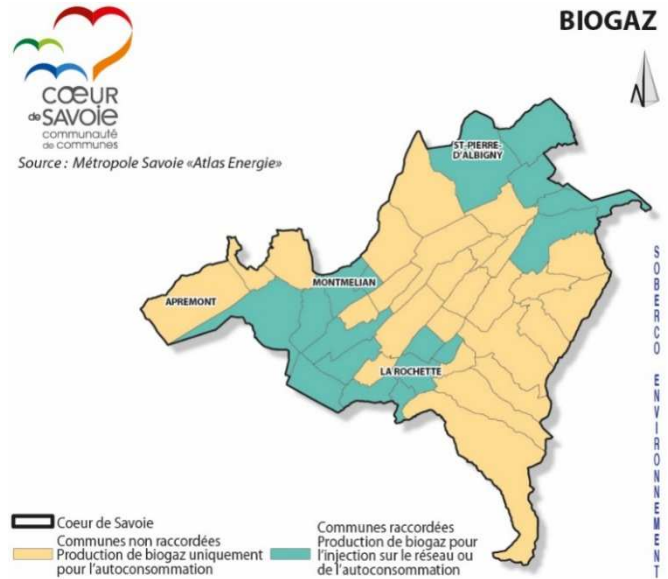 BIOGAZ
CŒUR
de SAVOIE
communauté
de communes
Source : Métropole Savoie «Atlas Energie»
N
ST-PIERRE-
D'ALBIGNY
MONTMELIAN
APREMONT
LA ROCHETTE
SOBERCO ENVIRONNEMENT
Coeur de Savoie
Communes non raccordées
Production de biogaz uniquement
pour l'autoconsommation
Communes raccordées
Production de biogaz pour
l'injection sur le réseau ou
de l'autoconsommation